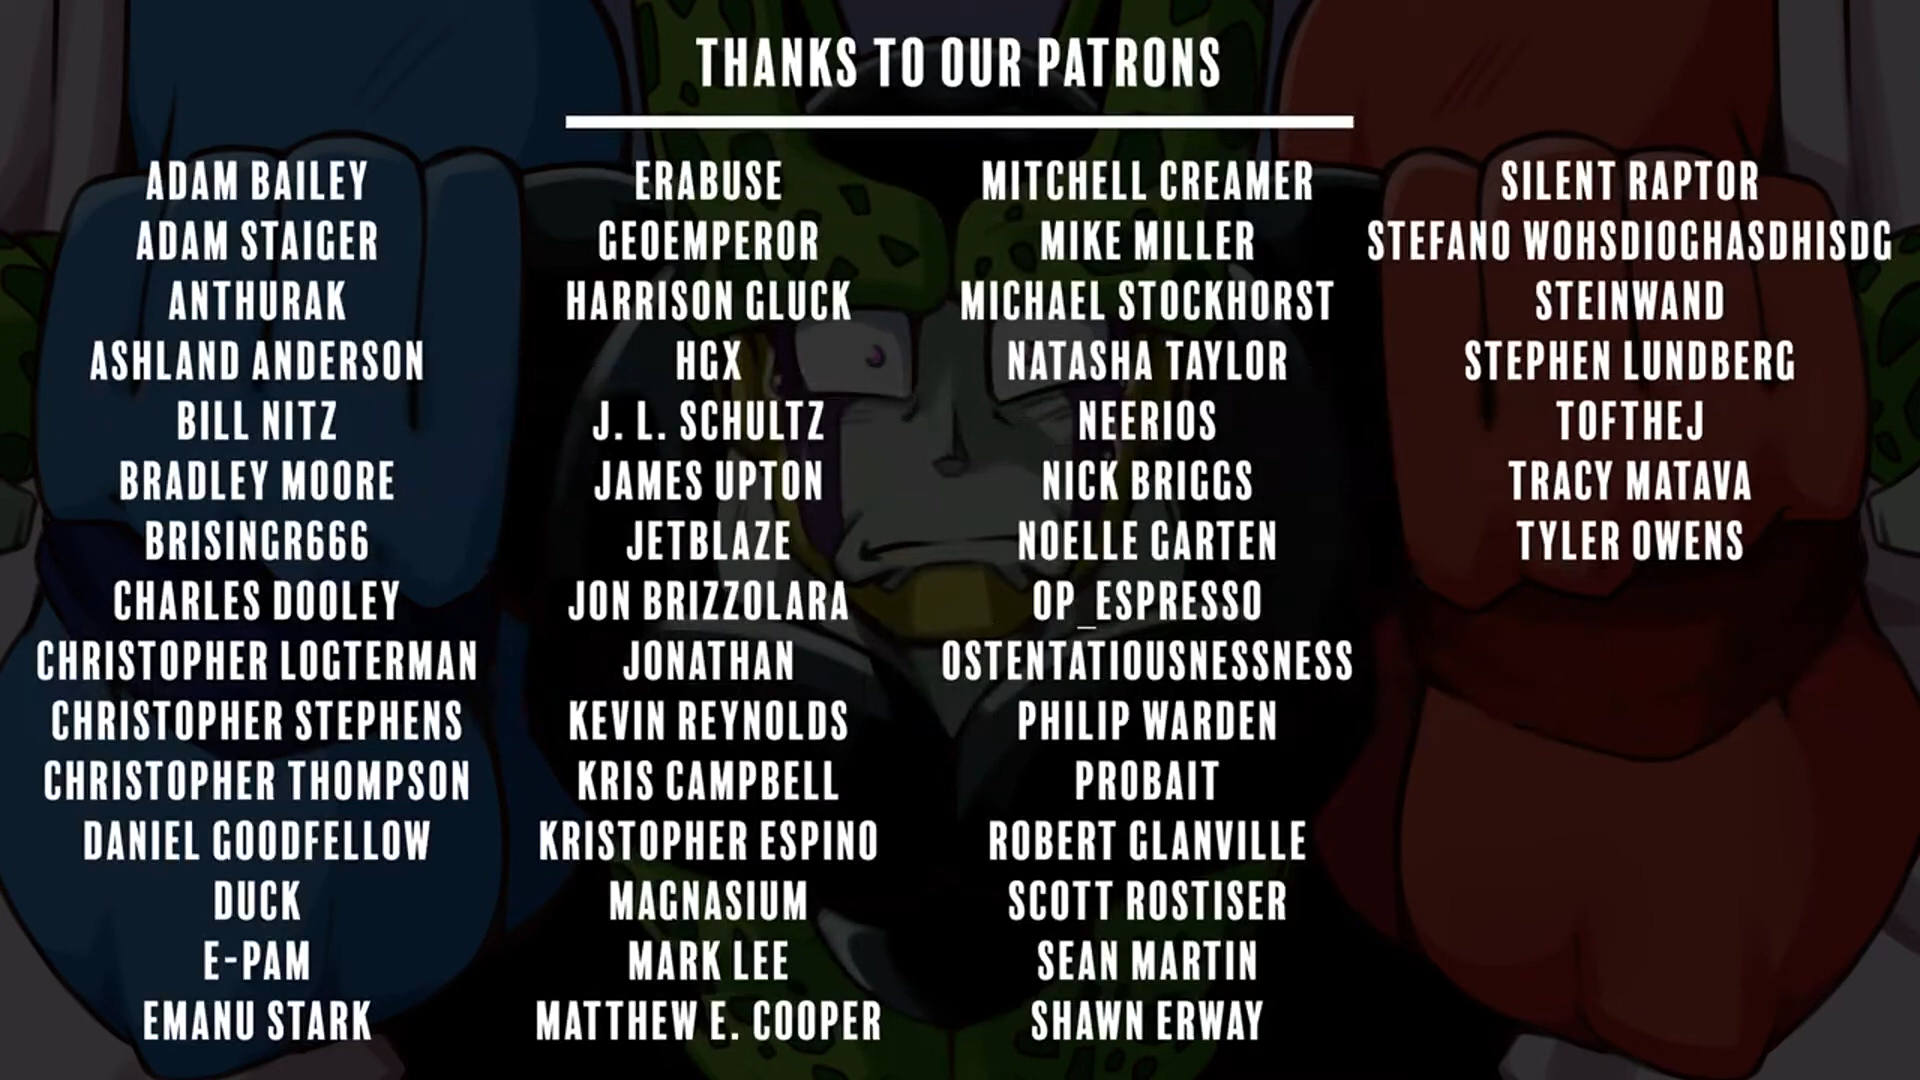 THANKS TO OUR PATRONS
ADAM BAILEY
ADAM STAIGER
ANTHURAK
ASHLAND ANDERSON
BILL NITZ
BRADLEY MOORE
BRISINGR666
CHARLES DOOLEY
CHRISTOPHER LOGTERMAN
CHRISTOPHER STEPHENS
CHRISTOPHER THOMPSON
DANIEL GOODFELLOW
DUCK
E-PAM
EMANU STARK
ERABUSE
GEOEMPEROR
HARRISON GLUCK
HGX
J. L. SCHULTZ
JAMES UPTON
JETBLAZE
JON BRIZZOLARA
JONATHAN
KEVIN REYNOLDS
KRIS CAMPBELL
KRISTOPHER ESPINO
MAGNASIUM
MARK LEE
MATTHEW E. COOPER
MITCHELL CREAMER
MIKE MILLER
MICHAEL STOCKHORST
NATASHA TAYLOR
NEERIOS
NICK BRIGGS
NOELLE GARTEN
OP_ESPRESSO
OSTENTATIOUSNESSNESS
PHILIP WARDEN
PROBAIT
ROBERT GLANVILLE
SCOTT ROSTISER
SEAN MARTIN
SHAWN ERWAY
SILENT RAPTOR
STEFANO WOHSDIOGHASDHISDG
STEINWAND
STEPHEN LUNDBERG
TOFTHEJ
TRACY MATAVA
TYLER OWENS